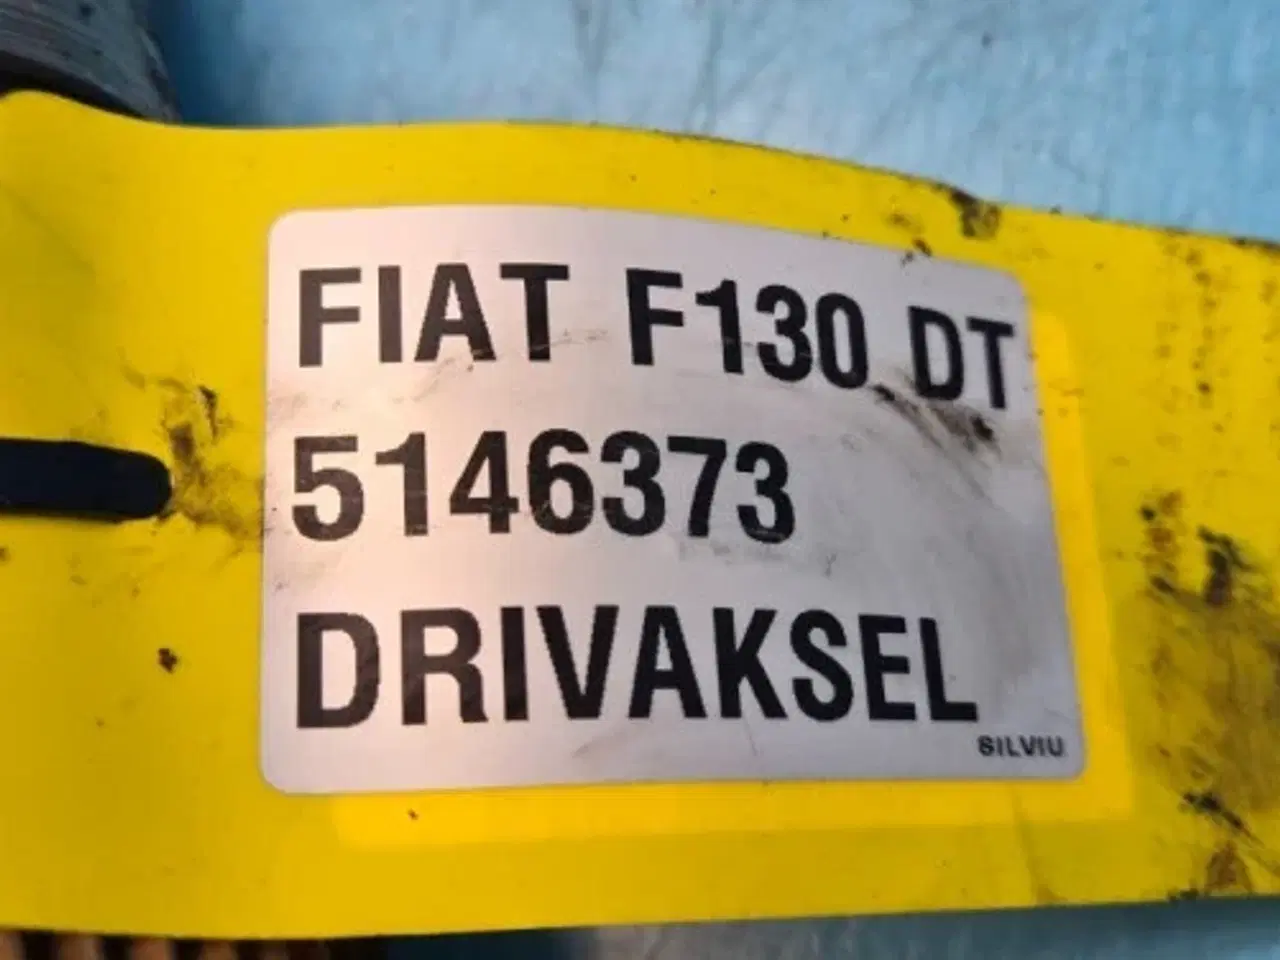 FIAT F130 DT
5146373
DRIVAKSEL
SILVIU